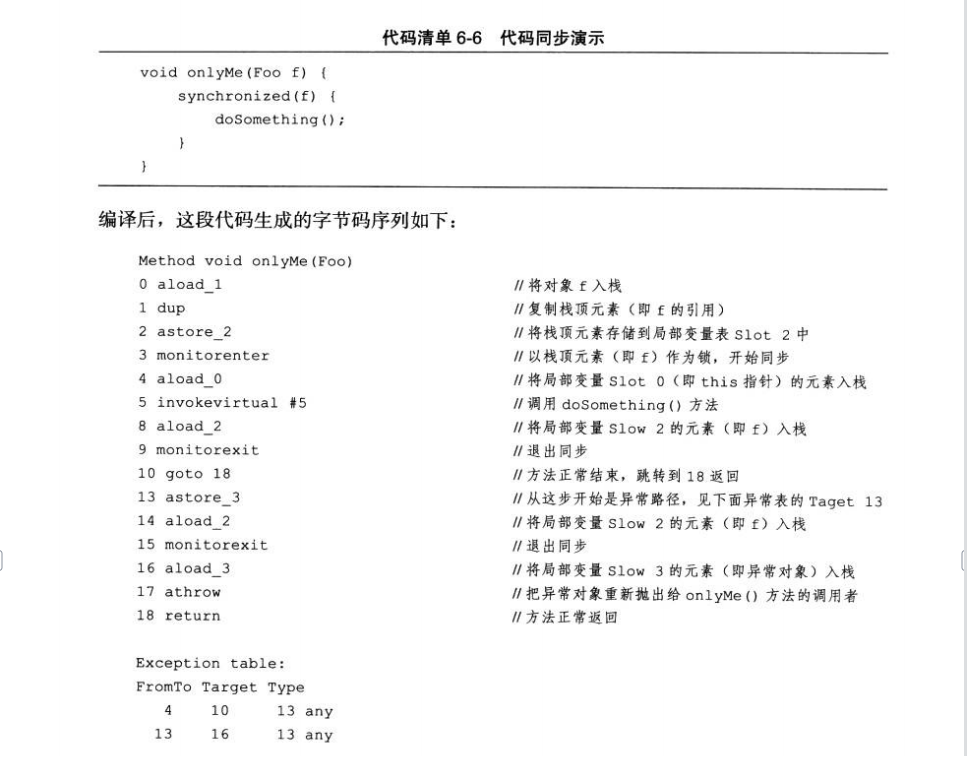 代码清单 6-6 代码同步演示
void onlyMe(Foo f) {
synchronized(f) {
doSomething();
}
}
编译后，这段代码生成的字节码序列如下：
Method void onlyMe(Foo)
0 aload_1 //将对象 f 入栈
1 dup //复制栈顶元素（即 f 的引用）
2 astore_2 //将栈顶元素存储到局部变量表 Slot 2 中
3 monitorenter //以栈顶元素（即 f）作为锁，开始同步
4 aload_0 //将局部变量 Slot 0（即 this 指针）的元素入栈
5 invokevirtual #5 //调用 doSomething() 方法
8 aload_2 //将局部变量 Slow 2 的元素（即 f）入栈
9 monitorexit //退出同步
10 goto 18 //方法正常结束，跳转到 18 返回
13 astore_3 //从这步开始是异常路径，见下面异常表的 Taget 13
14 aload_2 //将局部变量 Slow 2 的元素（即 f）入栈
15 monitorexit //退出同步
16 aload_3 //将局部变量 Slow 3 的元素（即异常对象）入栈
17 athrow //把异常对象重新抛出给 onlyMe() 方法的调用者
18 return //方法正常返回
Exception table:
FromTo Target Type
4 10 13 any
13 16 13 any